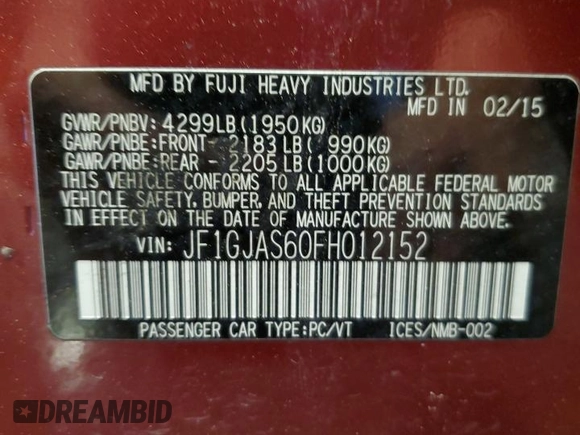 MFD BY FUJI HEAVY INDUSTRIES LTD.
MFD IN 02/15
GVWR/PNBV: 4299LB (1950KG)
GAWR/PNBE: FRONT- 2183LB ( 990KG)
GAWR/PNBE: REAR - 2205LB (1000KG)
THIS VEHICLE CONFORMS TO ALL APPLICABLE FEDERAL MOTOR
VEHICLE SAFETY, BUMPER, AND THEFT PREVENTION STANDARDS
IN EFFECT ON THE DATE OF MANUFACTURE SHOWN ABOVE.
VIN: JF1GJAS60FH012152
PASSENGER CAR TYPE:PC/VT ICES/NMB-002
DREAMBID